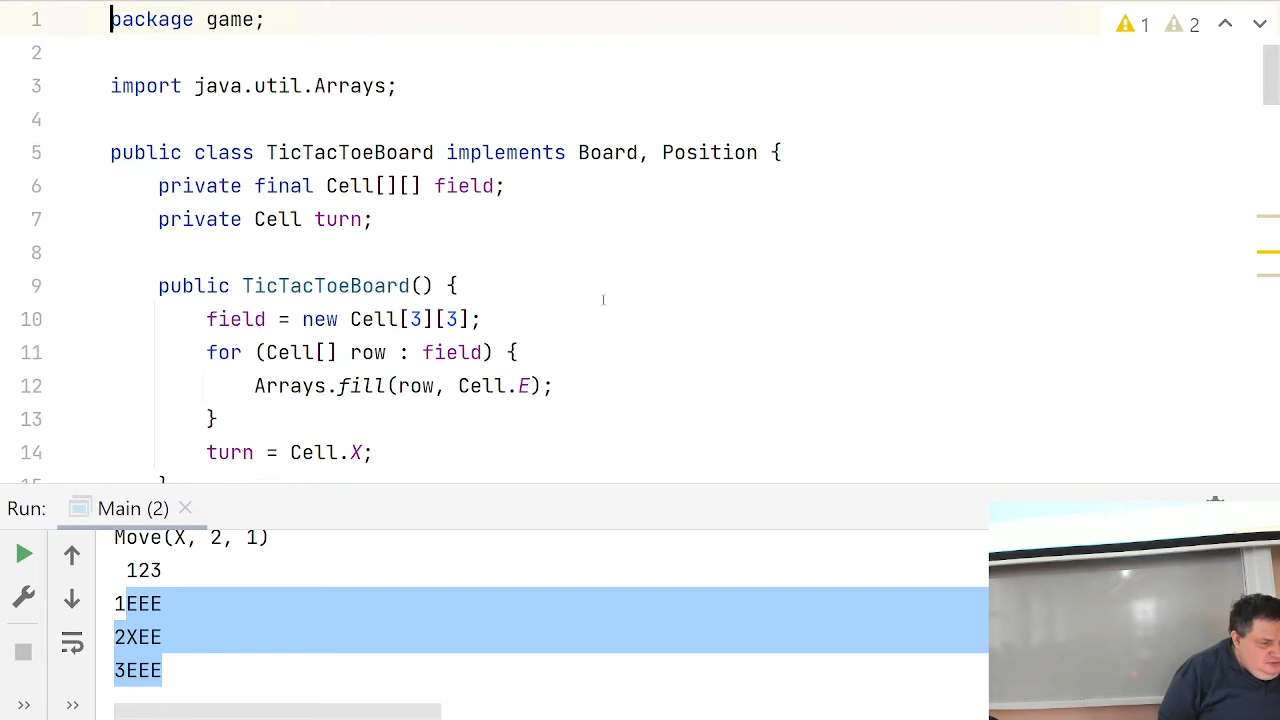 1 package game;
2
3 import java.util.Arrays;
4
5 public class TicTacToeBoard implements Board, Position {
6 private final Cell[][] field;
7 private Cell turn;
8
9 public TicTacToeBoard() {
10 field = new Cell[3][3];
11 for (Cell[] row : field) {
12 Arrays.fill(row, Cell.E);
13 }
14 turn = Cell.X;
15 }
1 2
Run: Main (2)
Move(X, 2, 1)
123
1EEE
2XEE
3EEE